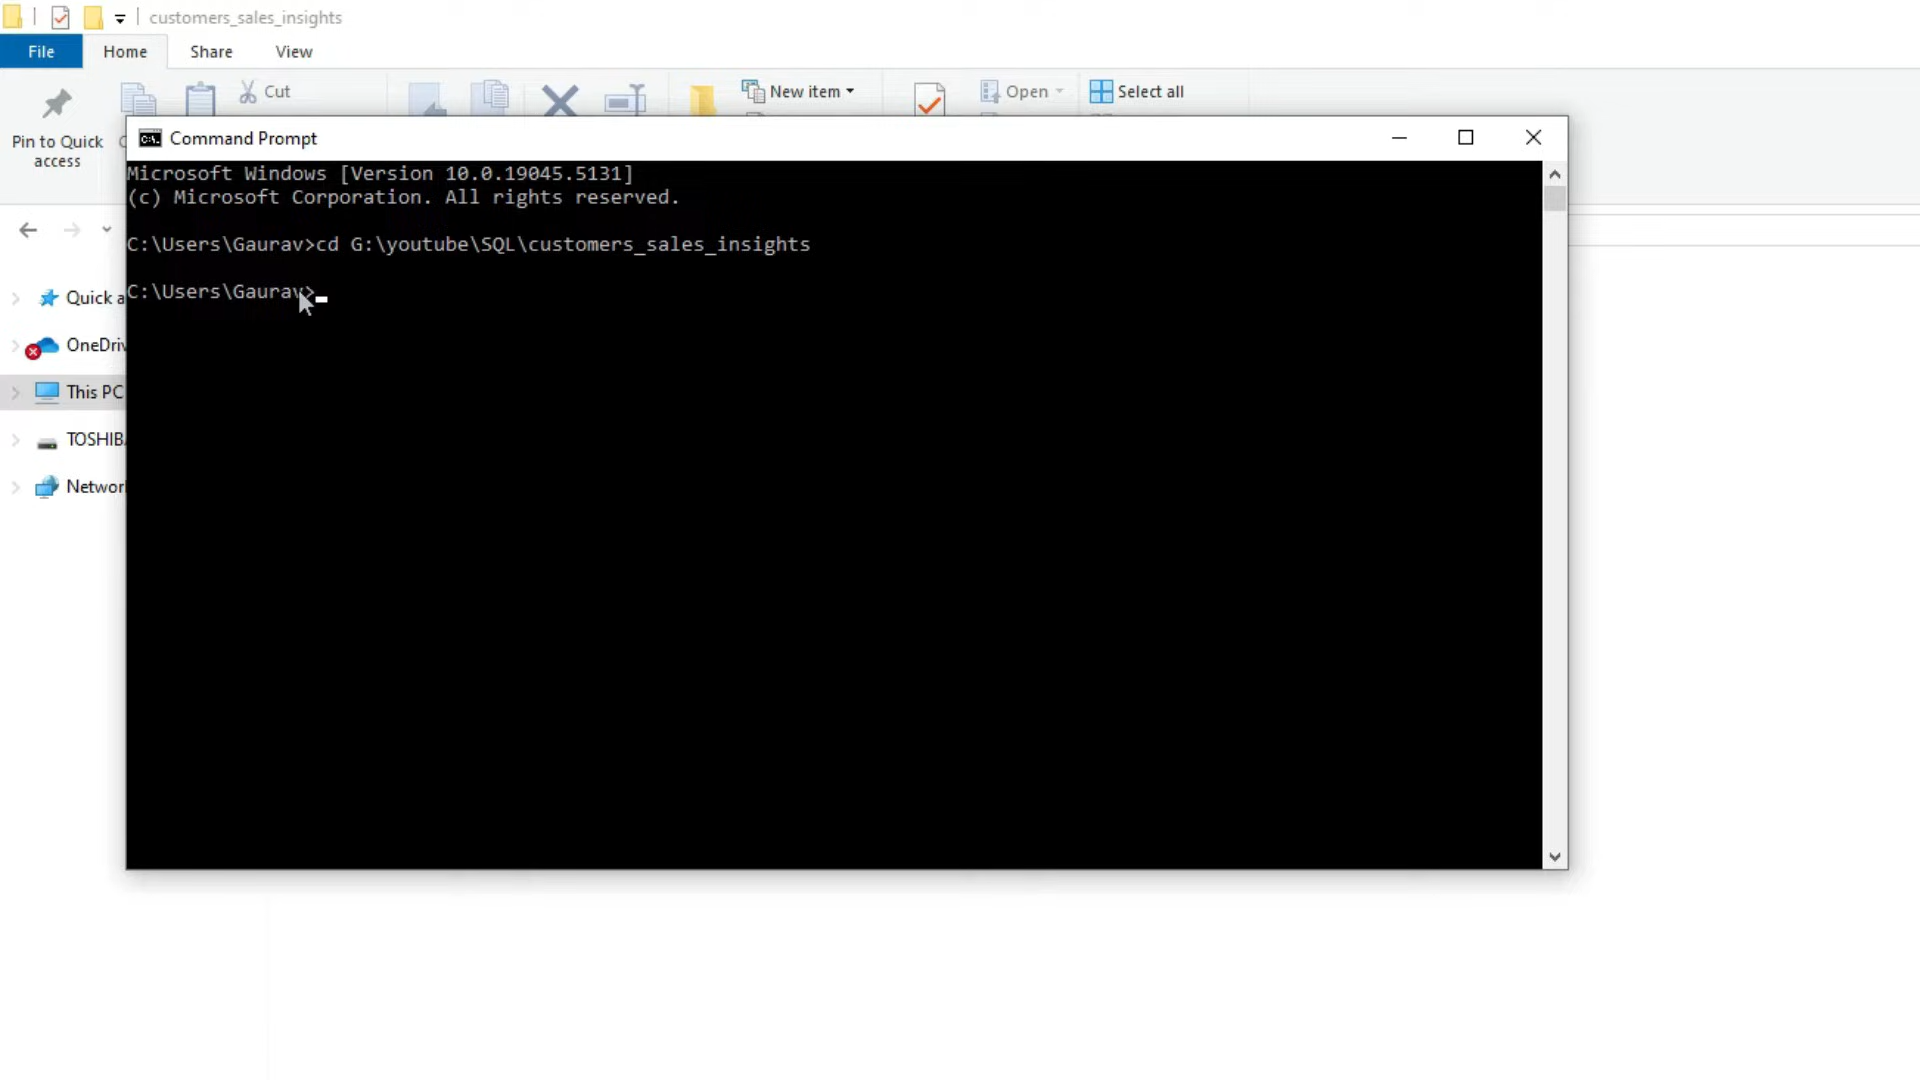 customers_sales_insights
File Home Share View
Cut
New item
Open
Select all
Pin to Quick access
Command Prompt
Microsoft Windows [Version 10.0.19045.5131]
(c) Microsoft Corporation. All rights reserved.
C:\Users\Gaurav>cd G:\youtube\SQL\customers_sales_insights
C:\Users\Gaurav>
Quick a
OneDriv
This PC
TOSHIBA
Networ